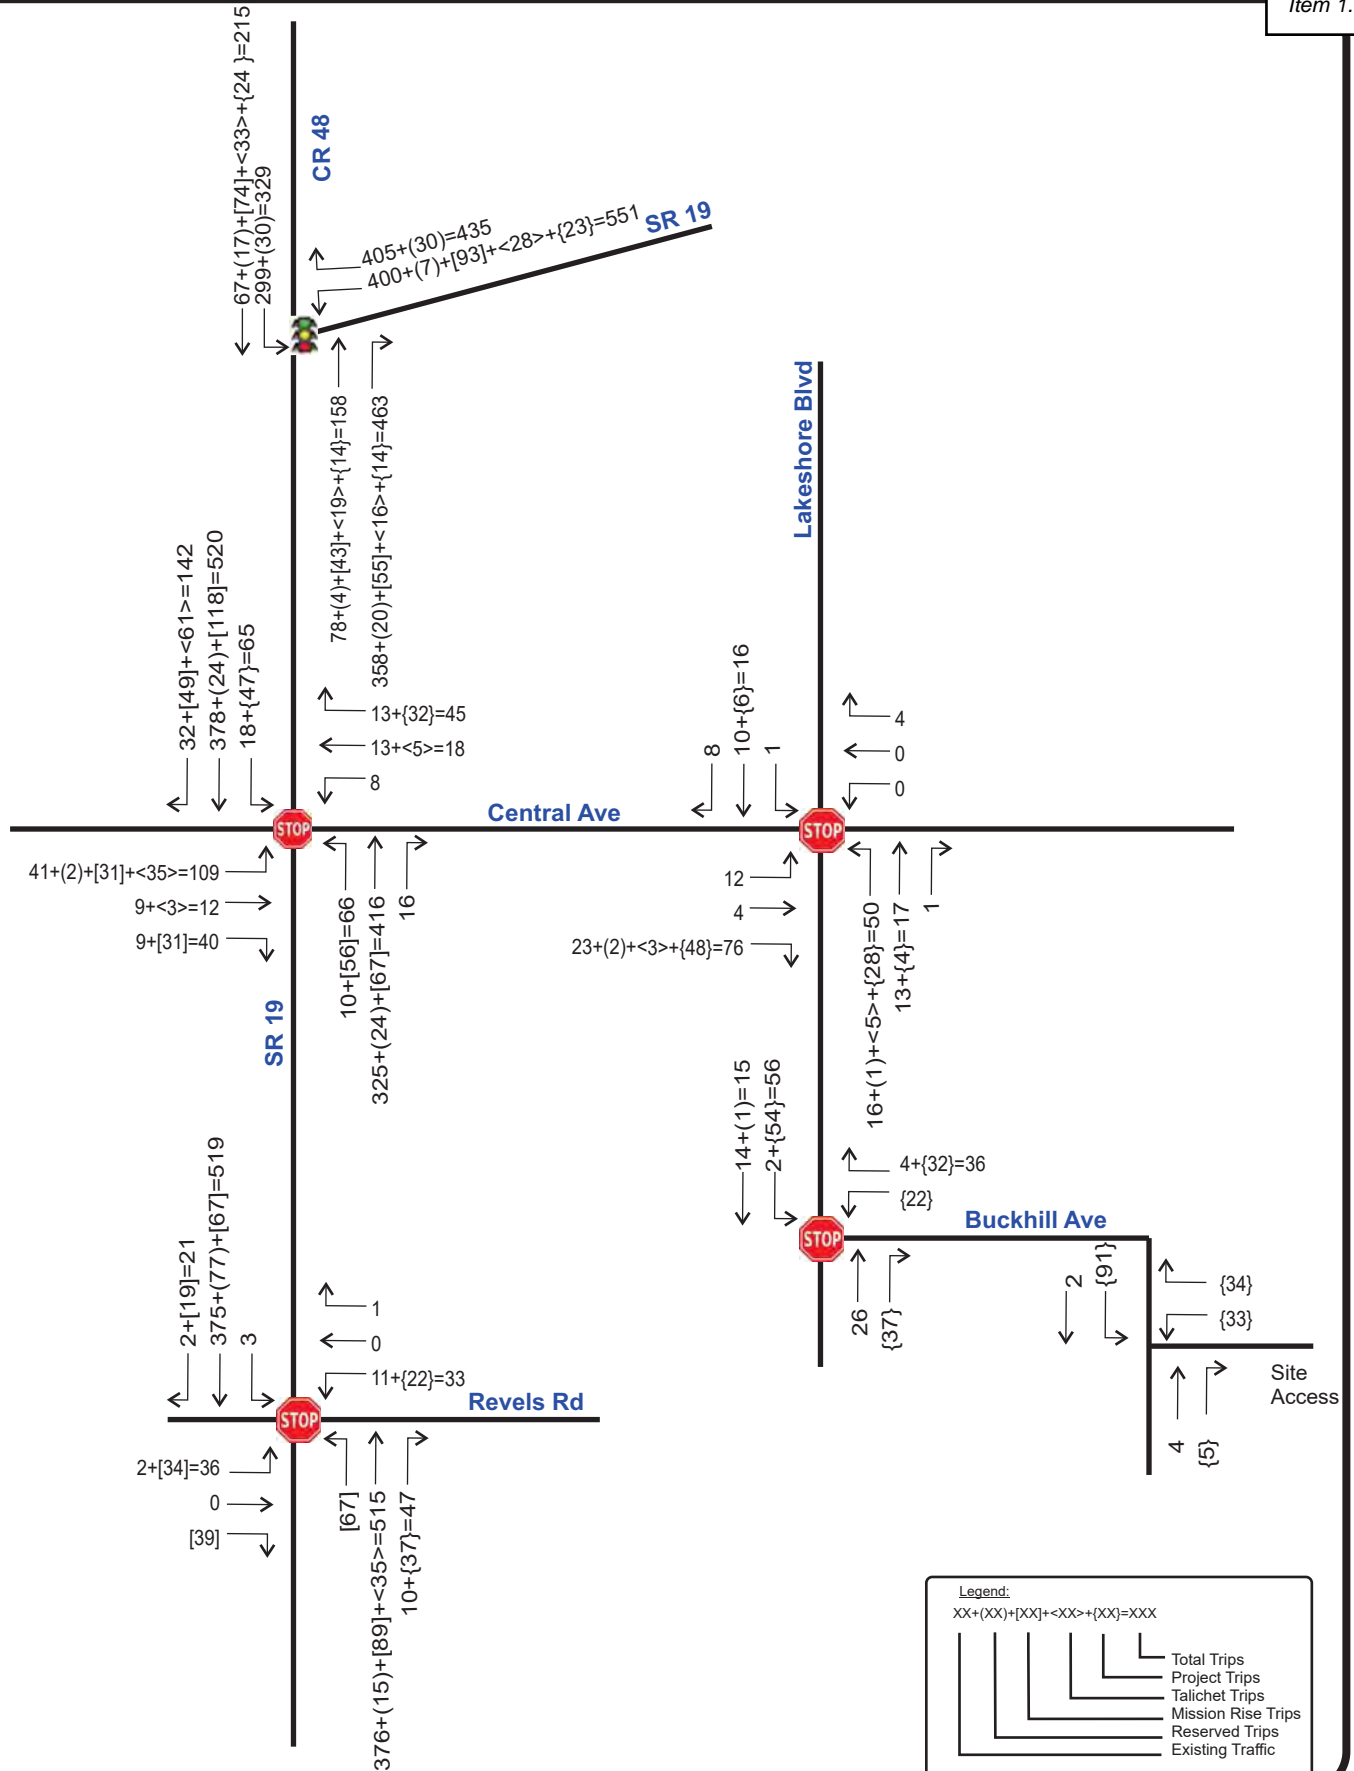 Item 1.
67+(17)+[74]+<33>+{24 }=215
299+(30)=329
CR 48
405+(30)=435
400+(7)+[93]+<28>+{23}=551
SR 19
78+(4)+[43]+<19>+{14}=158
358+(20)+[55]+<16>+{14}=463
Lakeshore Blvd
32+[49]+<61>=142
378+(24)+[118]=520
18+{47}=65
13+{32}=45
13+<5>=18
8
8
10+{6}=16
1
4
0
0
Central Ave
STOP
STOP
41+(2)+[31]+<35>=109
9+<3>=12
9+[31]=40
10+[56]=66
325+(24)+[67]=416
16
12
4
23+(2)+<3>+{48}=76
16+(1)+<5>+{28}=50
13+{4}=17
1
SR 19
14+(1)=15
2+{54}=56
4+{32}=36
{22}
Buckhill Ave
STOP
26
{37}
2
{91}
{34}
{33}
Site
Access
4
{5}
2+[19]=21
375+(77)+[67]=519
3
1
0
11+{22}=33
Revels Rd
STOP
2+[34]=36
0
[39]
[67]
376+(15)+[89]+<35>=515
10+{37}=47
Legend:
XX+(XX)+[XX]+<XX>+{XX}=XXX
Total Trips
Project Trips
Talichet Trips
Mission Rise Trips
Reserved Trips
Existing Traffic